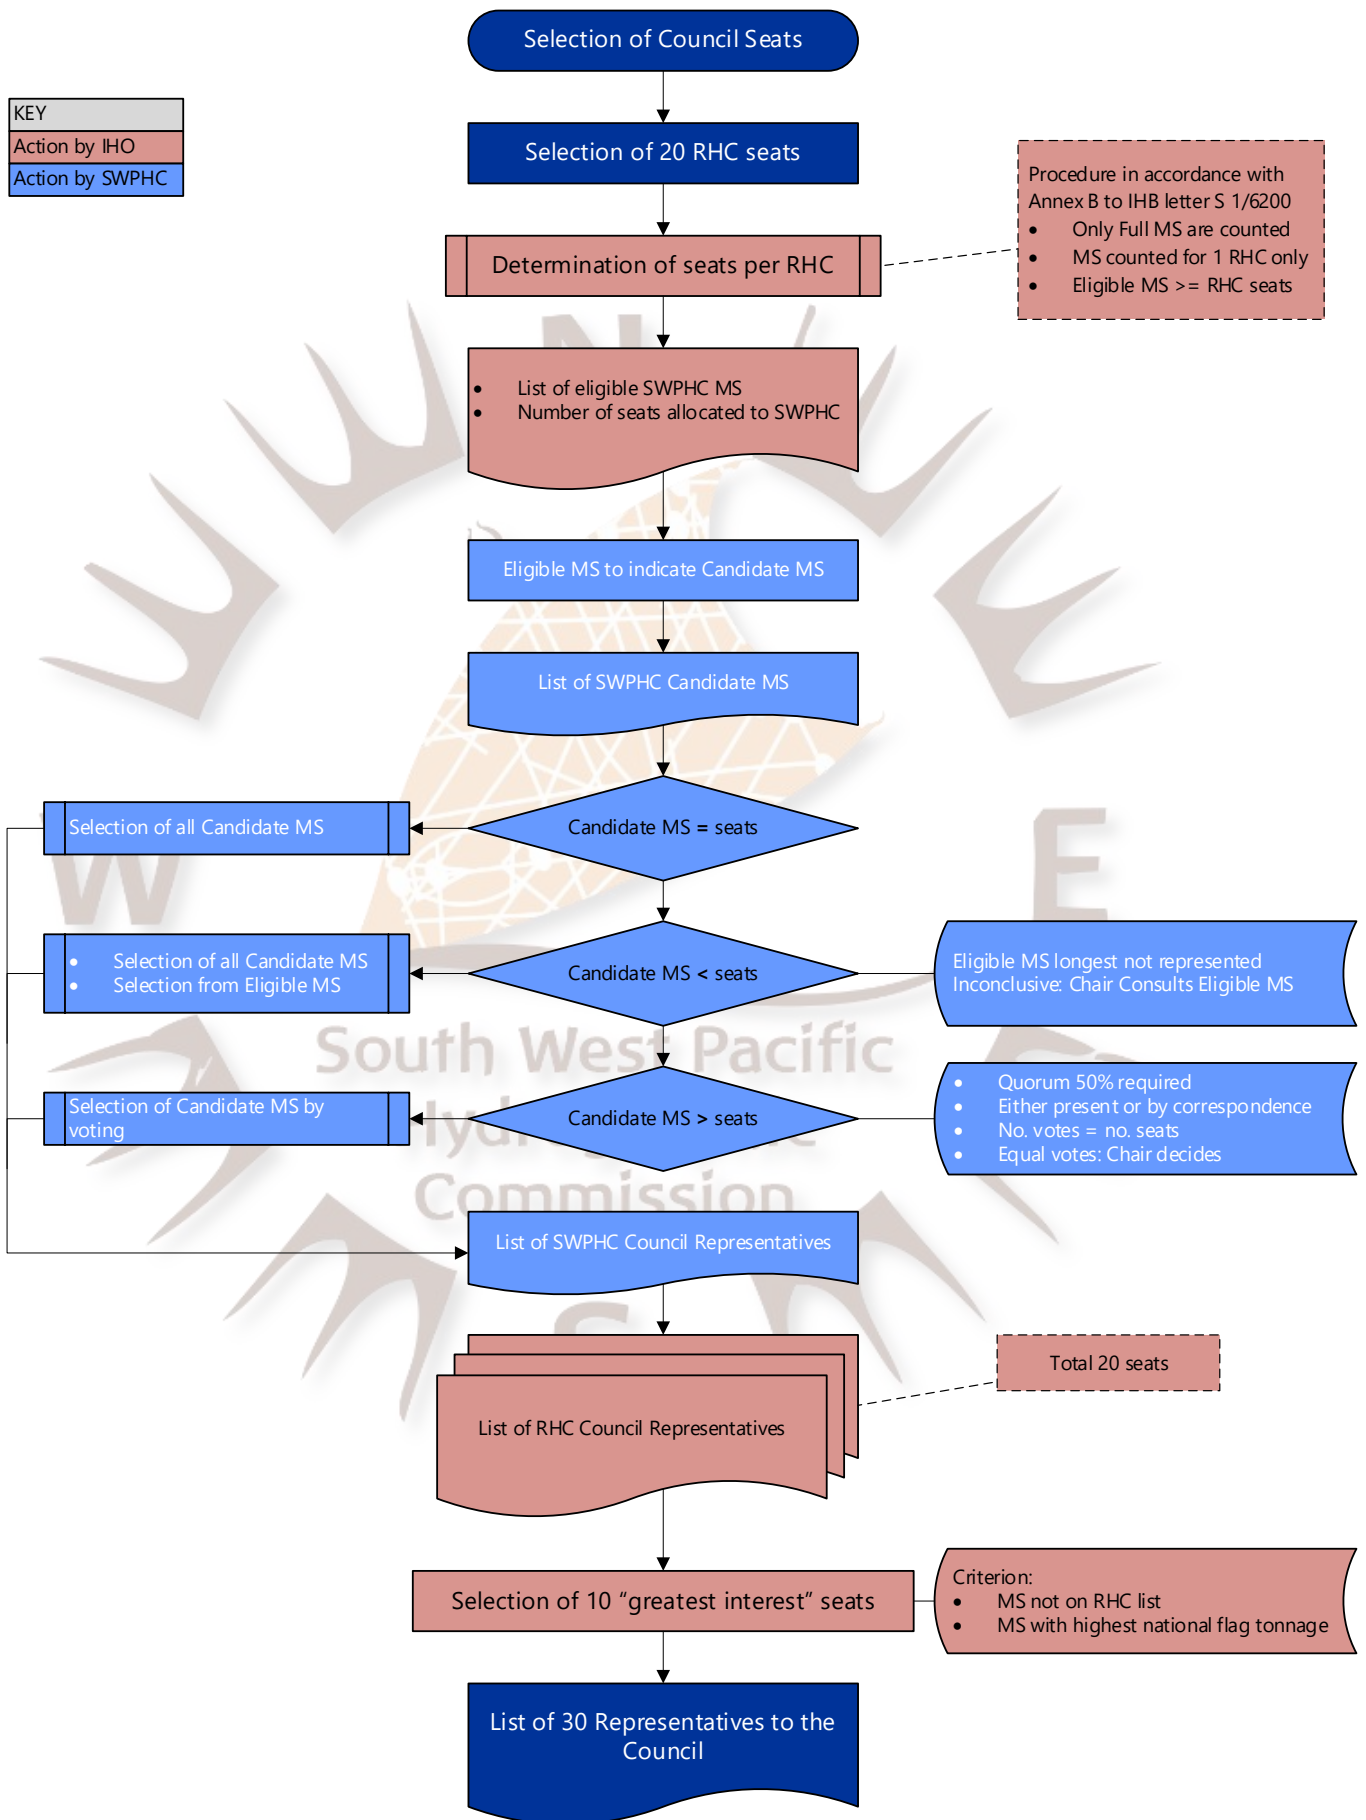 Selection of Council Seats
KEY
Action by IHO
Action by SWPHC
Selection of 20 RHC seats
Procedure in accordance with
Annex B to IHB letter S 1/6200
• Only Full MS are counted
• MS counted for 1 RHC only
• Eligible MS >= RHC seats
Determination of seats per RHC
• List of eligible SWPHC MS
• Number of seats allocated to SWPHC
Eligible MS to indicate Candidate MS
List of SWPHC Candidate MS
Selection of all Candidate MS
Candidate MS = seats
• Selection of all Candidate MS
• Selection from Eligible MS
Candidate MS < seats
Eligible MS longest not represented
Inconclusive: Chair Consults Eligible MS
Selection of Candidate MS by
voting
Candidate MS > seats
• Quorum 50% required
• Either present or by correspondence
• No. votes = no. seats
• Equal votes: Chair decides
List of SWPHC Council Representatives
List of RHC Council Representatives
Total 20 seats
Selection of 10 “greatest interest” seats
Criterion:
• MS not on RHC list
• MS with highest national flag tonnage
List of 30 Representatives to the
Council
N
W
E
S
South West Pacific
Commission